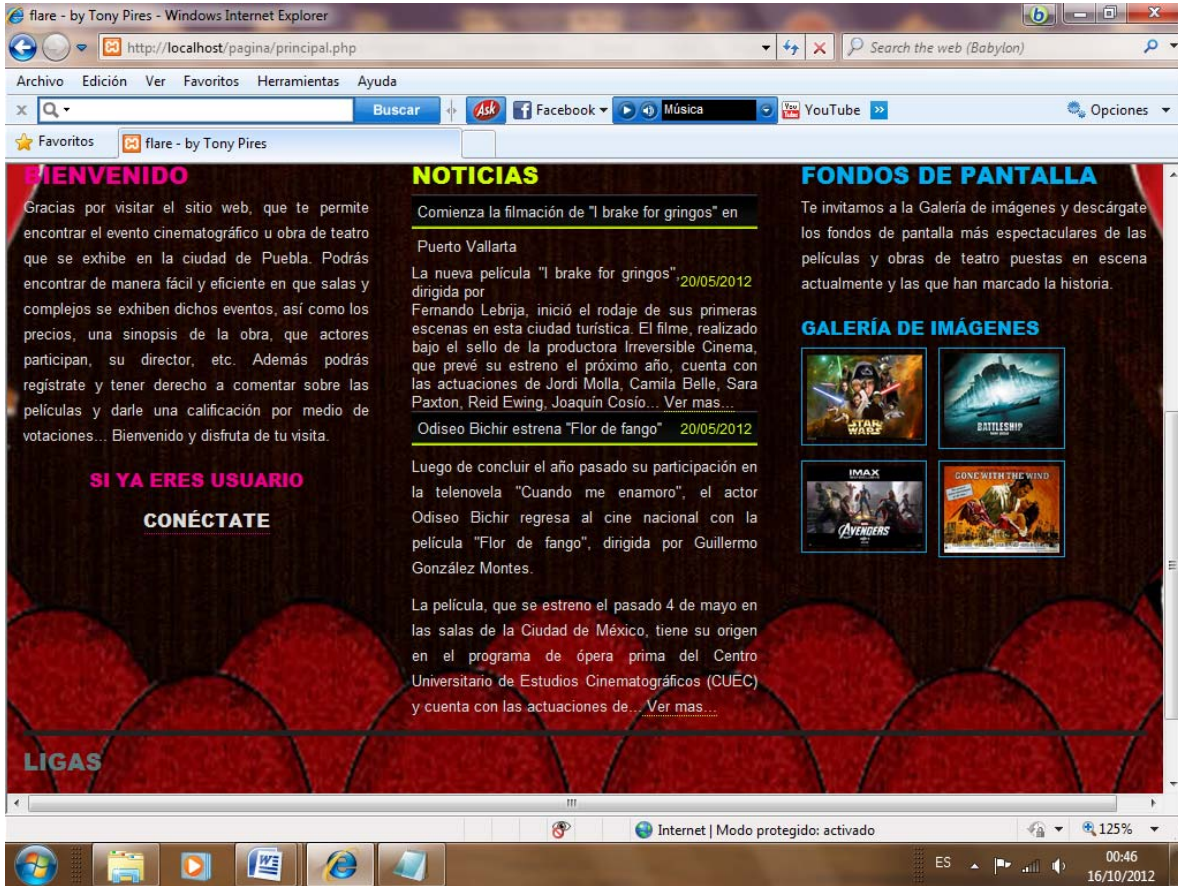 flare - by Tony Pires - Windows Internet Explorer
http://localhost/pagina/principal.php
Search the web (Babylon)
Archivo Edición Ver Favoritos Herramientas Ayuda
Buscar
Ask
Facebook
Música
YouTube
Opciones
Favoritos
flare - by Tony Pires
BIENVENIDO
Gracias por visitar el sitio web, que te permite
encontrar el evento cinematográfico u obra de teatro
que se exhibe en la ciudad de Puebla. Podrás
encontrar de manera fácil y eficiente en que salas y
complejos se exhiben dichos eventos, así como los
precios, una sinopsis de la obra, que actores
participan, su director, etc. Además podrás
regístrate y tener derecho a comentar sobre las
películas y darle una calificación por medio de
votaciones... Bienvenido y disfruta de tu visita.
SI YA ERES USUARIO
CONÉCTATE
NOTICIAS
Comienza la filmación de "I brake for gringos" en
Puerto Vallarta
La nueva película "I brake for gringos", 20/05/2012
dirigida por
Fernando Lebrija, inició el rodaje de sus primeras
escenas en esta ciudad turística. El filme, realizado
bajo el sello de la productora Irreversible Cinema,
que prevé su estreno el próximo año, cuenta con
las actuaciones de Jordi Molla, Camila Belle, Sara
Paxton, Reid Ewing, Joaquín Cosío... Ver mas...
Odiseo Bichir estrena "Flor de fango" 20/05/2012
Luego de concluir el año pasado su participación en
la telenovela "Cuando me enamoro", el actor
Odiseo Bichir regresa al cine nacional con la
película "Flor de fango", dirigida por Guillermo
González Montes.
La película, que se estreno el pasado 4 de mayo en
las salas de la Ciudad de México, tiene su origen
en el programa de ópera prima del Centro
Universitario de Estudios Cinematográficos (CUEC)
y cuenta con las actuaciones de... Ver mas...
FONDOS DE PANTALLA
Te invitamos a la Galería de imágenes y descárgate
los fondos de pantalla más espectaculares de las
películas y obras de teatro puestas en escena
actualmente y las que han marcado la historia.
GALERÍA DE IMÁGENES
STAR WARS
BATTLESHIP
IMAX
AVENGERS
GONE WITH THE WIND
LIGAS
Internet | Modo protegido: activado
125%
ES
00:46
16/10/2012